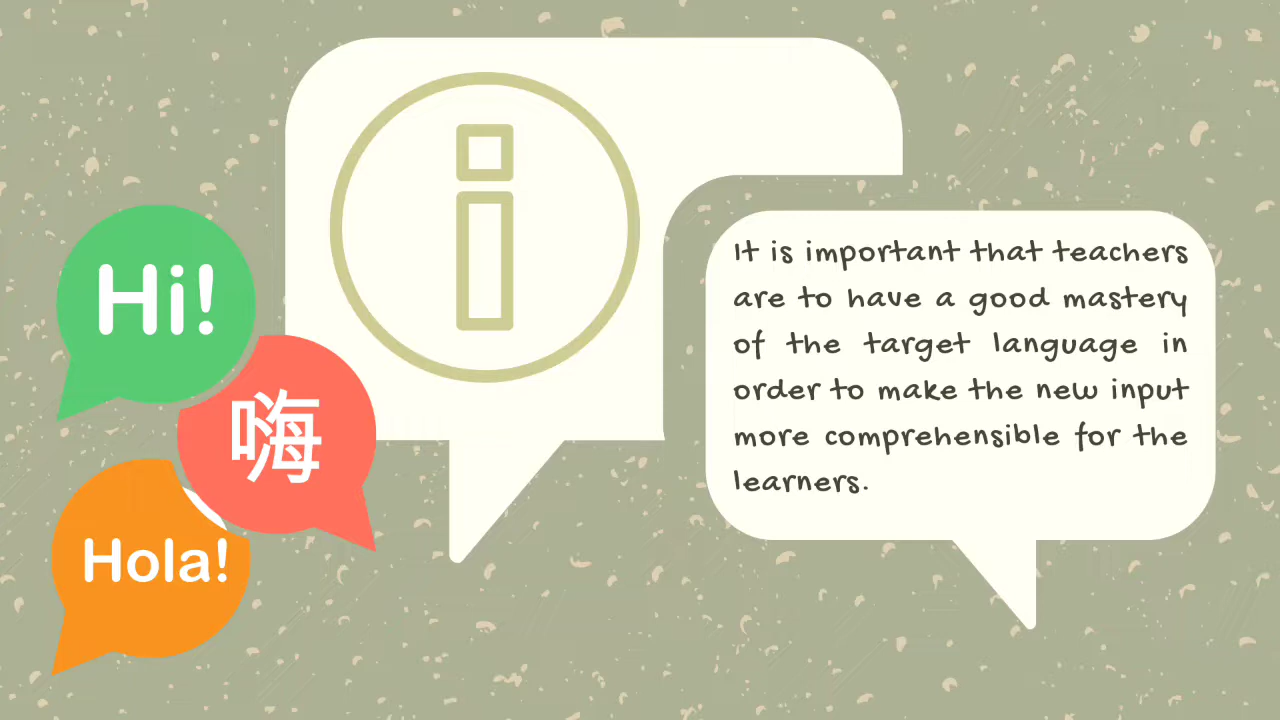 Hi!
嗨
Hola!
It is important that teachers
are to have a good mastery
of the target language in
order to make the new input
more comprehensible for the
learners.